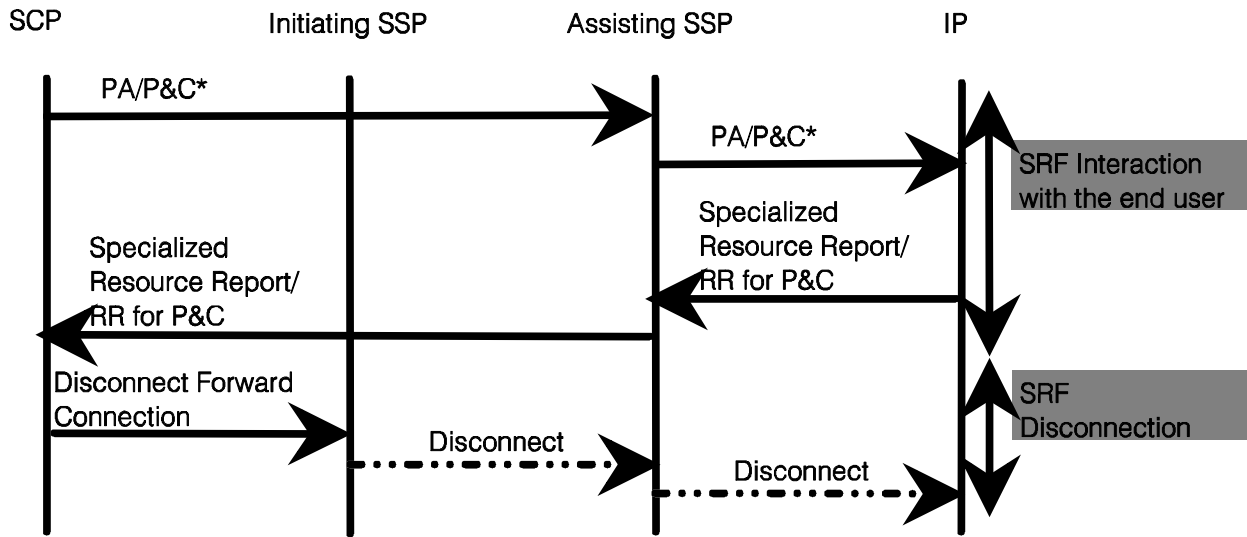 SCP
Initiating SSP
Assisting SSP
IP
PA/P&C*
PA/P&C*
SRF Interaction
with the end user
Specialized
Resource Report/
RR for P&C
Specialized
Resource Report/
RR for P&C
Disconnect Forward
Connection
SRF
Disconnection
Disconnect
Disconnect